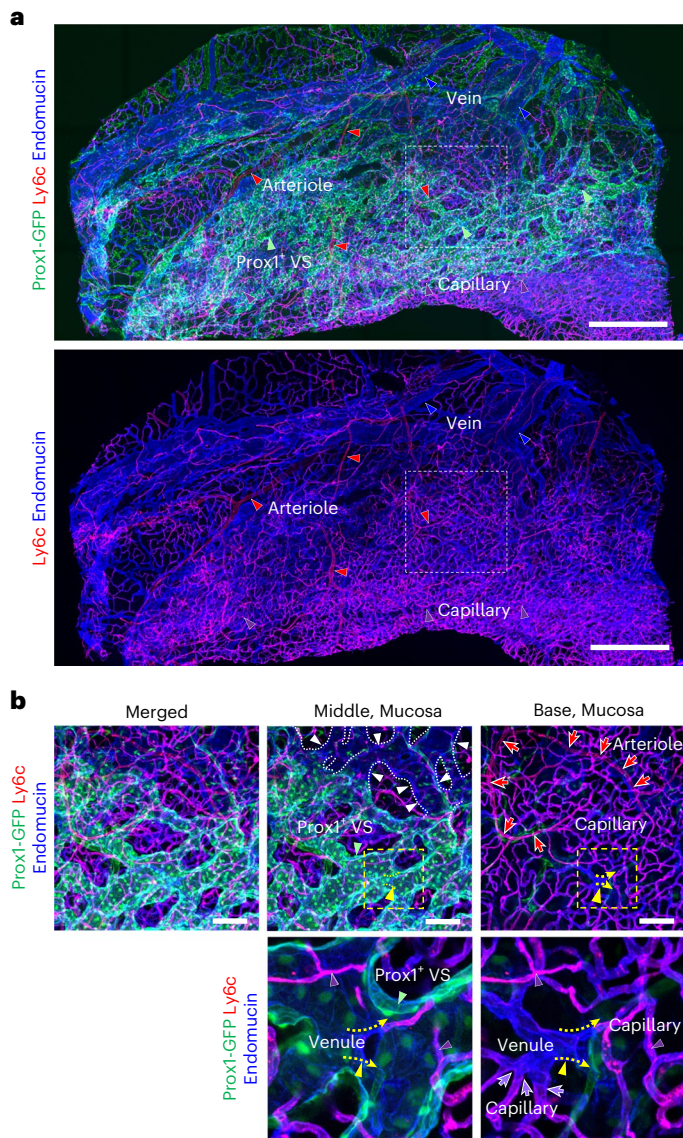 a
Prox1-GFP Ly6c Endomucin
Vein
Arteriole
Prox1⁺ VS
Capillary
Ly6c Endomucin
Vein
Arteriole
Capillary
b
Merged
Middle, Mucosa
Base, Mucosa
Prox1-GFP Ly6c
Endomucin
Prox1⁺ VS
Arteriole
Capillary
Prox1-GFP Ly6c
Endomucin
Prox1⁺ VS
Venule
Capillary
Venule
Capillary